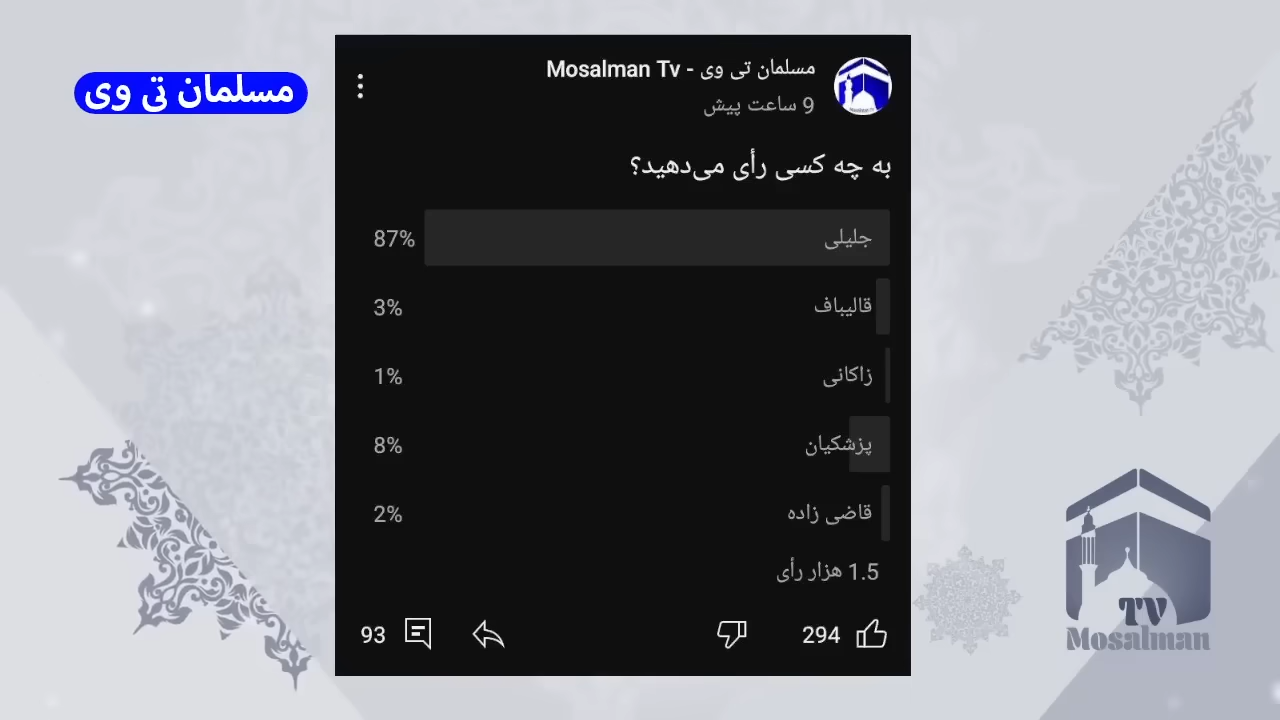 مسلمان تی وی
مسلمان تی وی - Mosalman Tv
9 ساعت پیش
به چه کسی رأی می‌دهید؟
جلیلی 87%
قالیباف 3%
زاکانی 1%
پزشکیان 8%
قاضی زاده 2%
1.5 هزار رأی
294 93
TV
Mosalman